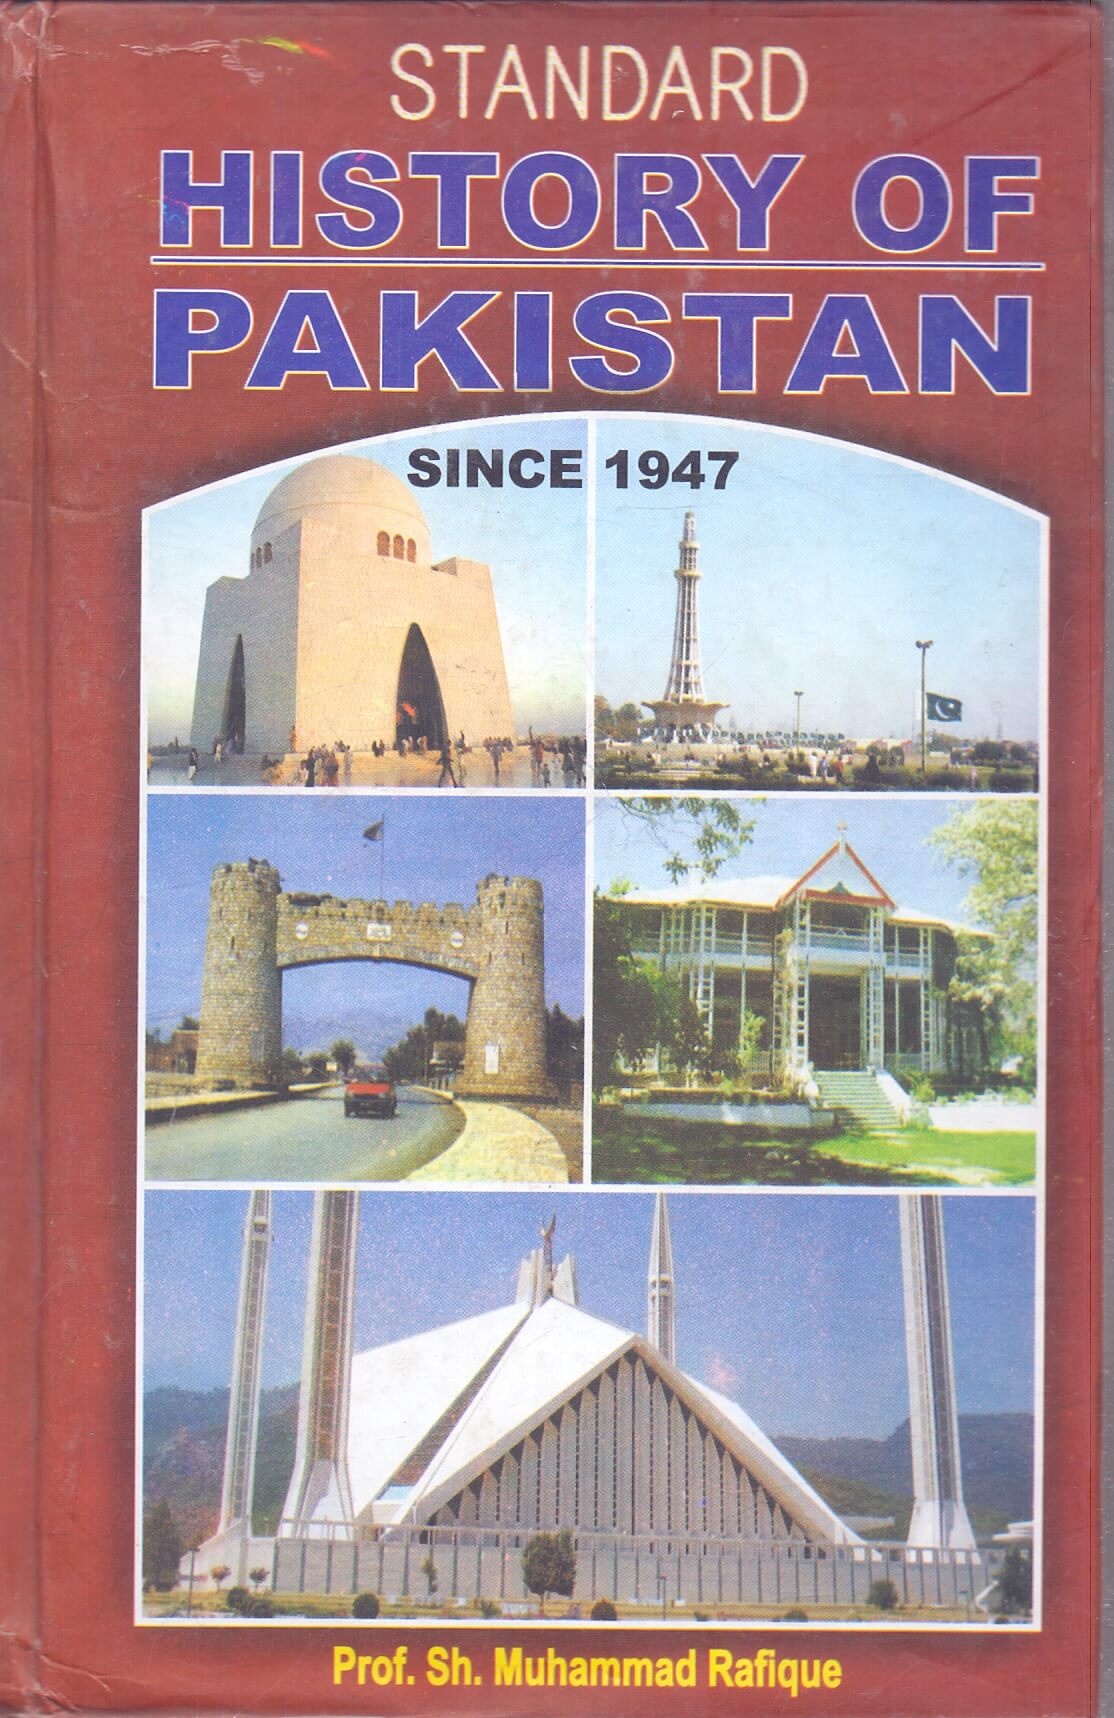 STANDARD
HISTORY OF
PAKISTAN
SINCE 1947
Prof. Sh. Muhammad Rafique